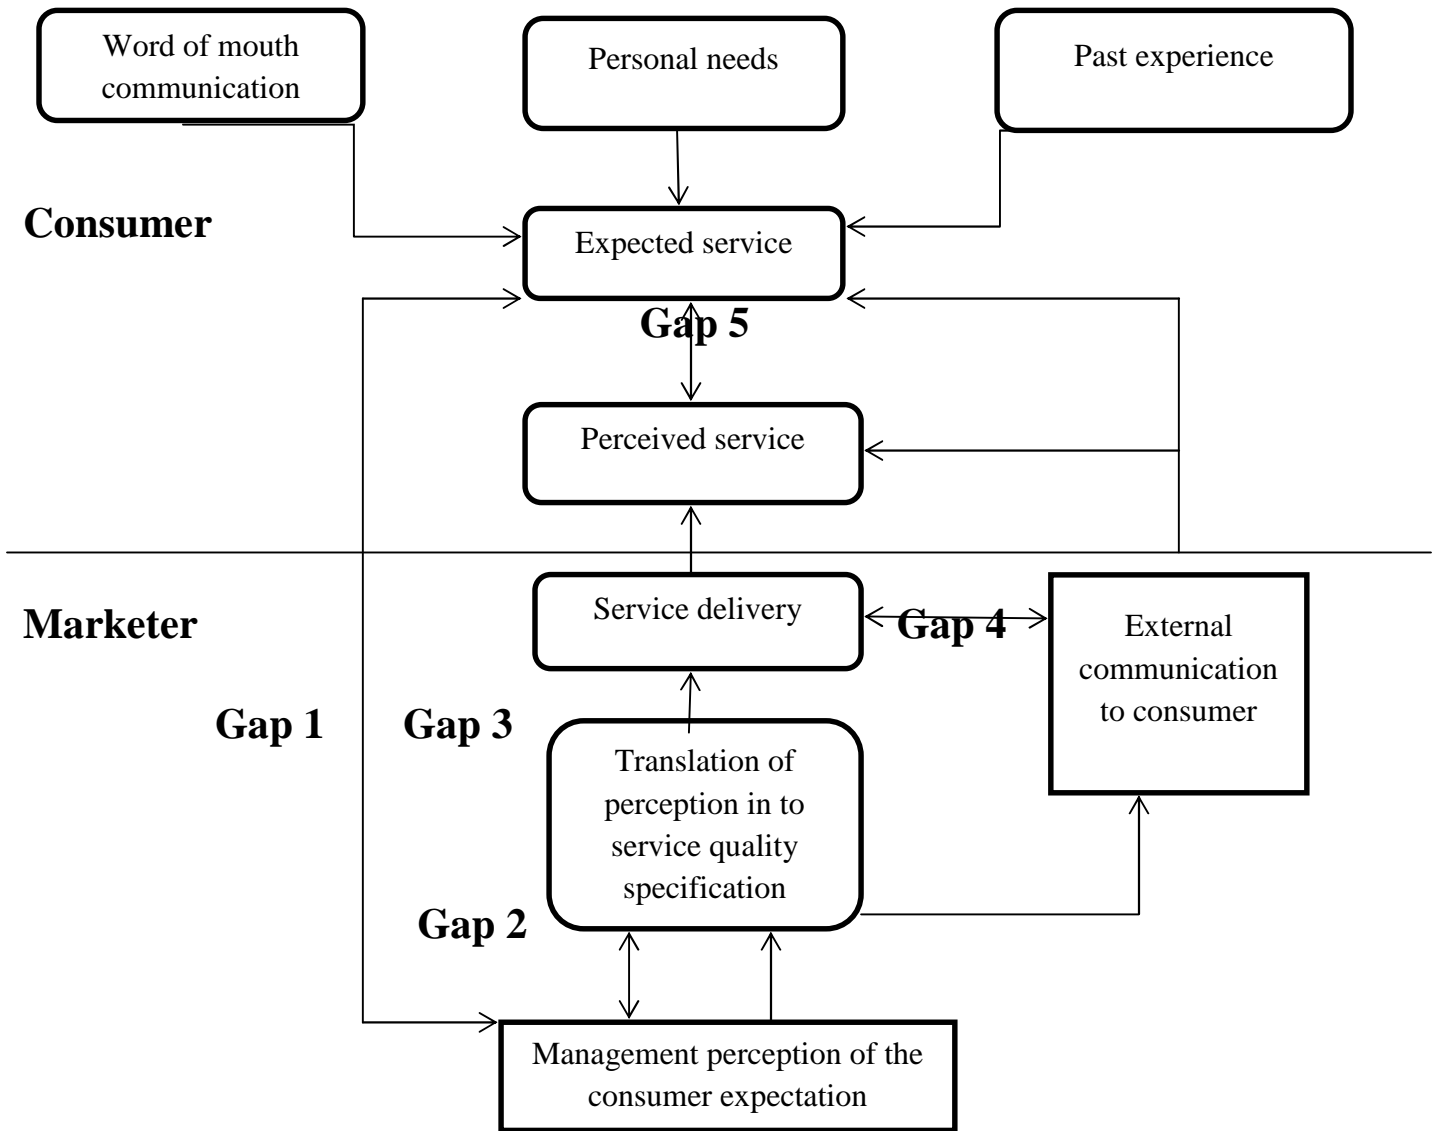 Word of mouth
communication
Personal needs
Past experience
Consumer
Expected service
Gap 5
Perceived service
Marketer
Service delivery
Gap 4
External
communication
to consumer
Gap 1
Gap 3
Translation of
perception in to
service quality
specification
Gap 2
Management perception of the
consumer expectation